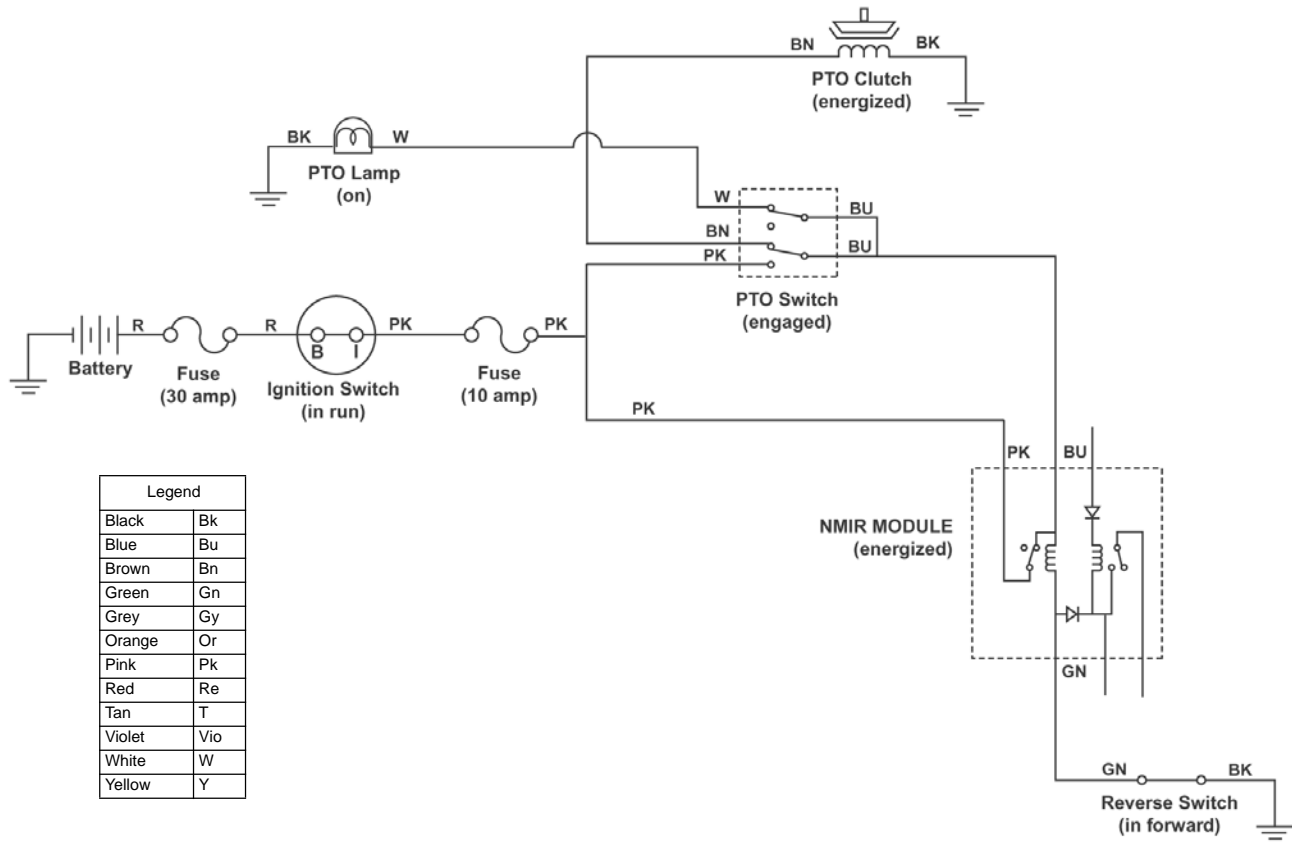 BN
BK
PTO Clutch
(energized)
BK
W
PTO Lamp
(on)
W
BU
BN
BU
PK
PTO Switch
(engaged)
R
R
PK
PK
B
I
Battery
Fuse
(30 amp)
Ignition Switch
(in run)
Fuse
(10 amp)
PK
PK
BU
NMIR MODULE
(energized)
GN
GN
BK
Reverse Switch
(in forward)
Legend
Black Bk
Blue Bu
Brown Bn
Green Gn
Grey Gy
Orange Or
Pink Pk
Red Re
Tan T
Violet Vio
White W
Yellow Y